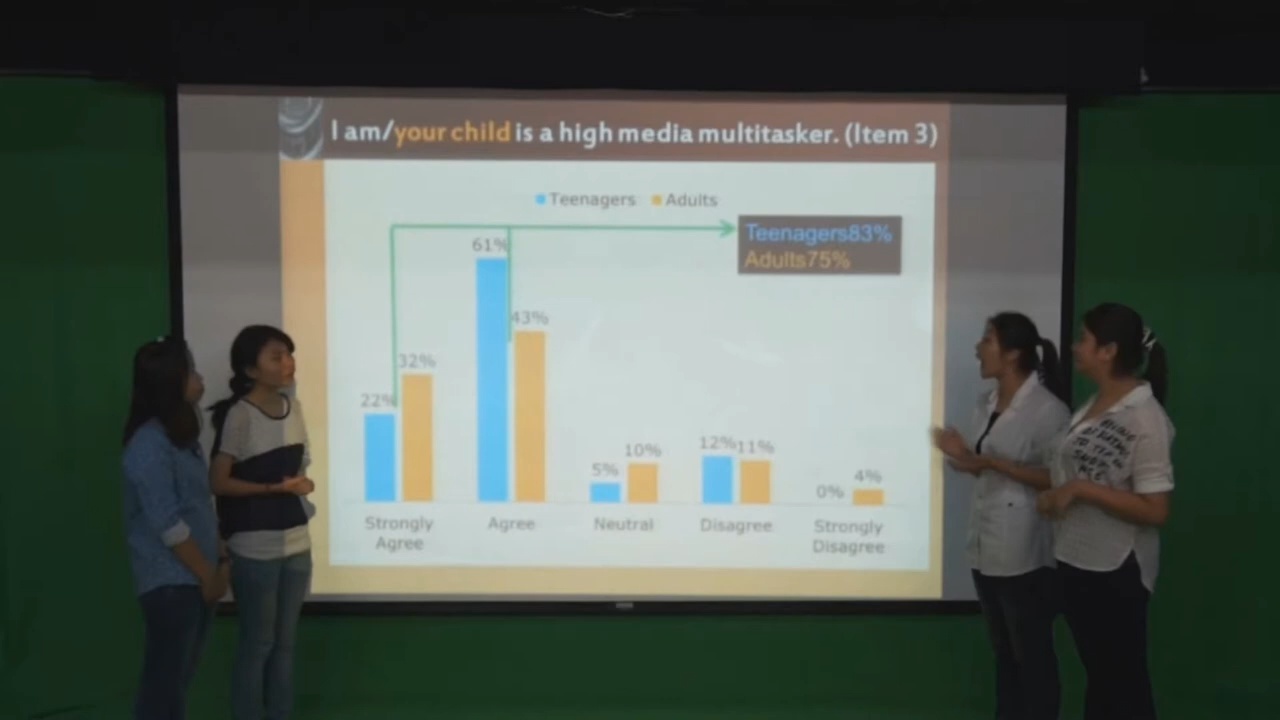 I am/your child is a high media multitasker. (Item 3)
Teenagers Adults
Teenagers83%
Adults75%
61%
43%
32%
22%
12% 11%
10%
5%
4%
0%
Strongly Agree
Agree
Neutral
Disagree
Strongly Disagree